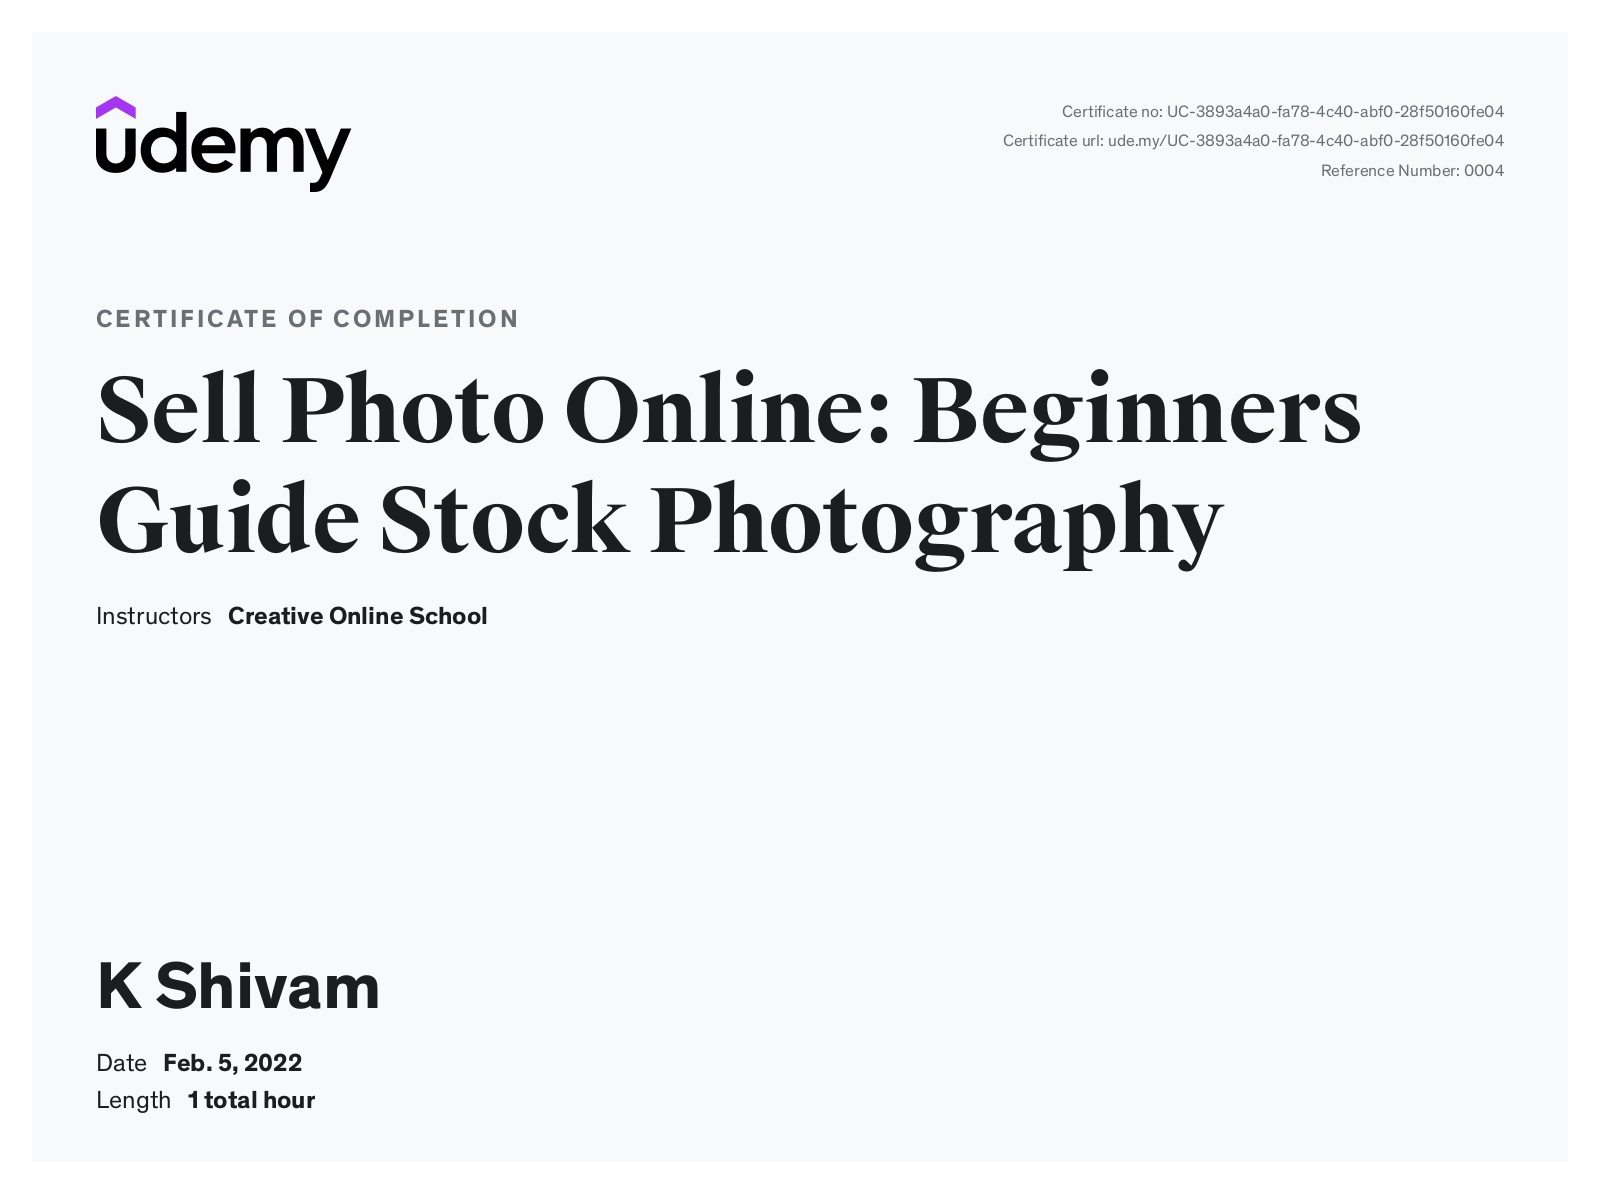 udemy
Certificate no: UC-3893a4a0-fa78-4c40-abf0-28f50160fe04
Certificate url: ude.my/UC-3893a4a0-fa78-4c40-abf0-28f50160fe04
Reference Number: 0004
CERTIFICATE OF COMPLETION
Sell Photo Online: Beginners
Guide Stock Photography
Instructors Creative Online School
K Shivam
Date Feb. 5, 2022
Length 1 total hour